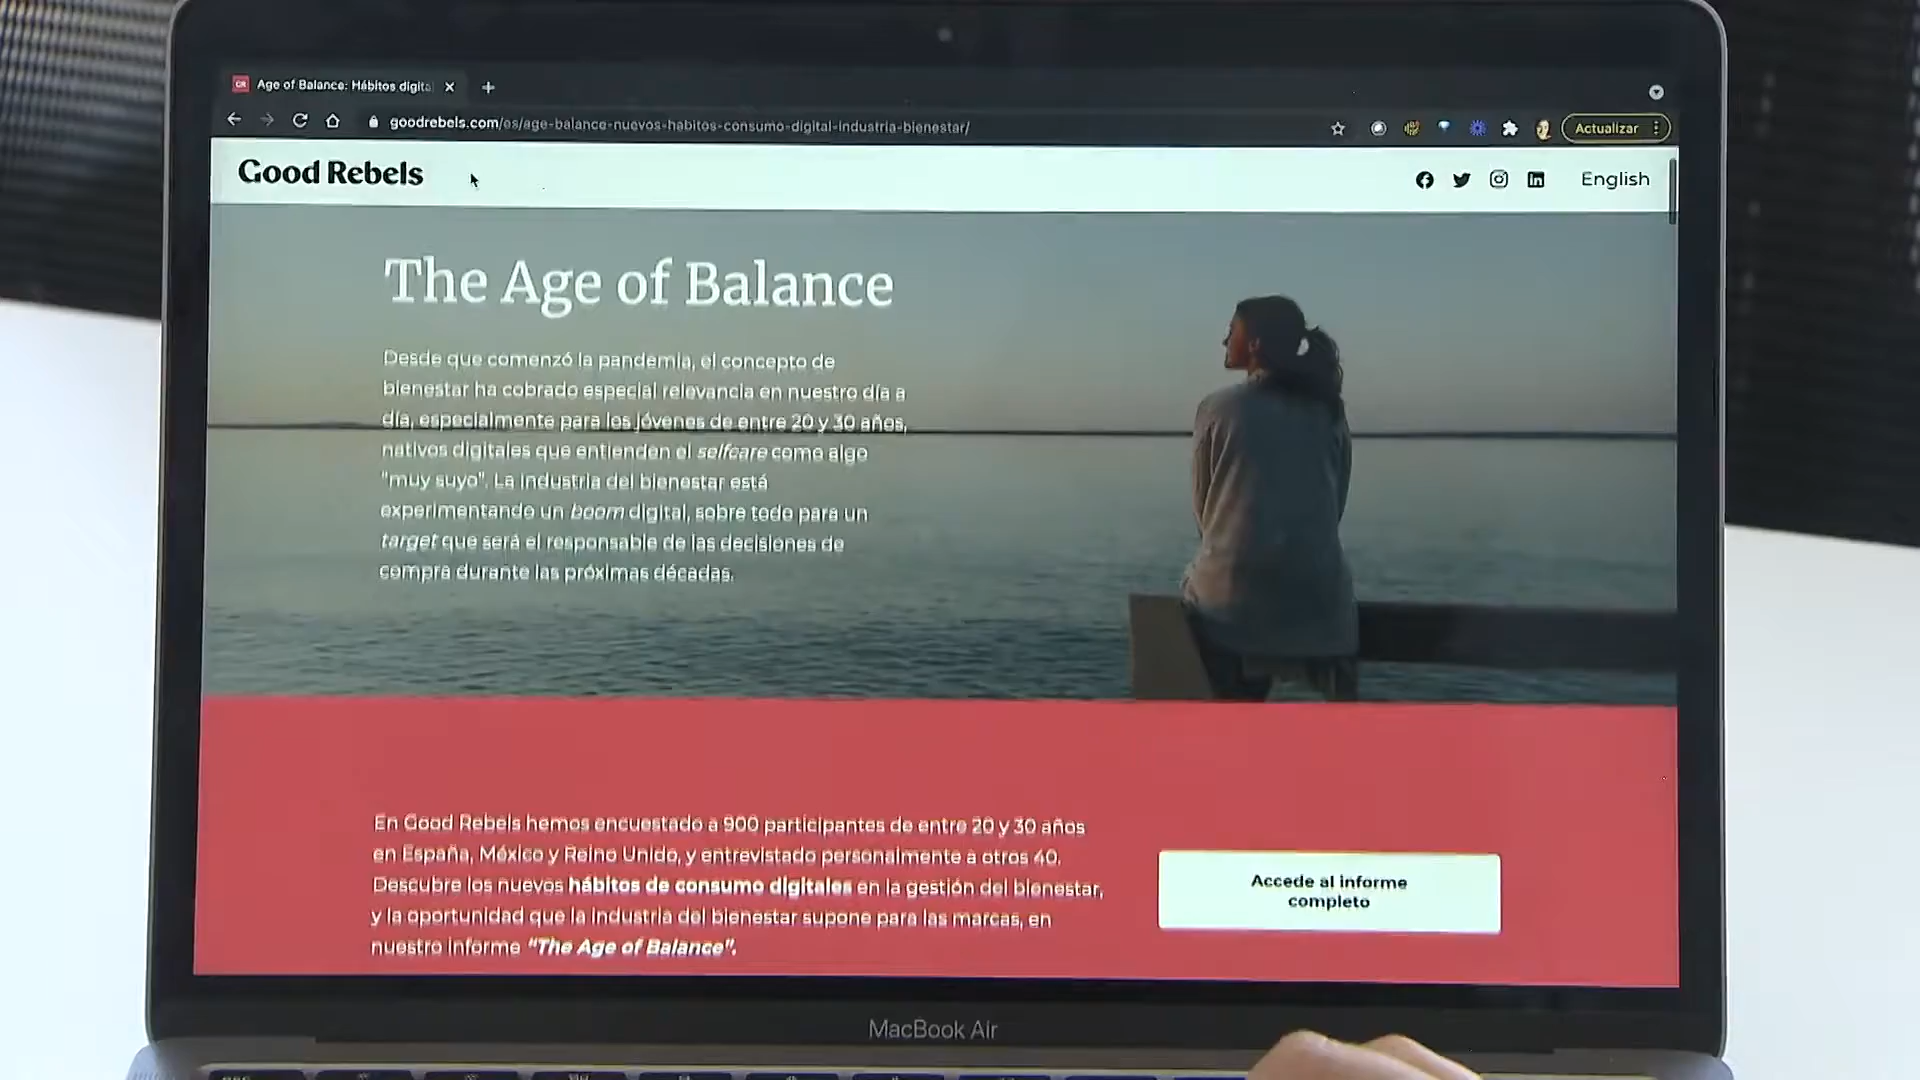 Age of Balance: Hábitos digita
goodrebels.com/es/age-balance-nuevos-habitos-consumo-digital-industria-bienestar/
Actualizar
Good Rebels
English
The Age of Balance
Desde que comenzó la pandemia, el concepto de
bienestar ha cobrado especial relevancia en nuestro día a
día, especialmente para los jóvenes de entre 20 y 30 años,
nativos digitales que entienden el selfcare como algo
"muy suyo". La industria del bienestar está
experimentando un boom digital, sobre todo para un
target que será el responsable de las decisiones de
compra durante las próximas décadas.
En Good Rebels hemos encuestado a 900 participantes de entre 20 y 30 años
en España, México y Reino Unido, y entrevistado personalmente a otros 40.
Descubre los nuevos hábitos de consumo digitales en la gestión del bienestar,
y la oportunidad que la industria del bienestar supone para las marcas, en
nuestro informe "The Age of Balance".
Accede al informe
completo
MacBook Air